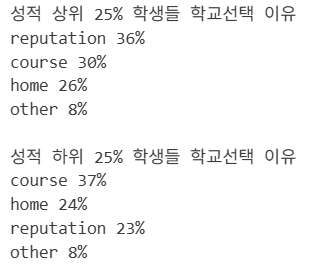 성적 상위 25% 학생들 학교선택 이유
reputation 36%
course 30%
home 26%
other 8%
성적 하위 25% 학생들 학교선택 이유
course 37%
home 24%
reputation 23%
other 8%